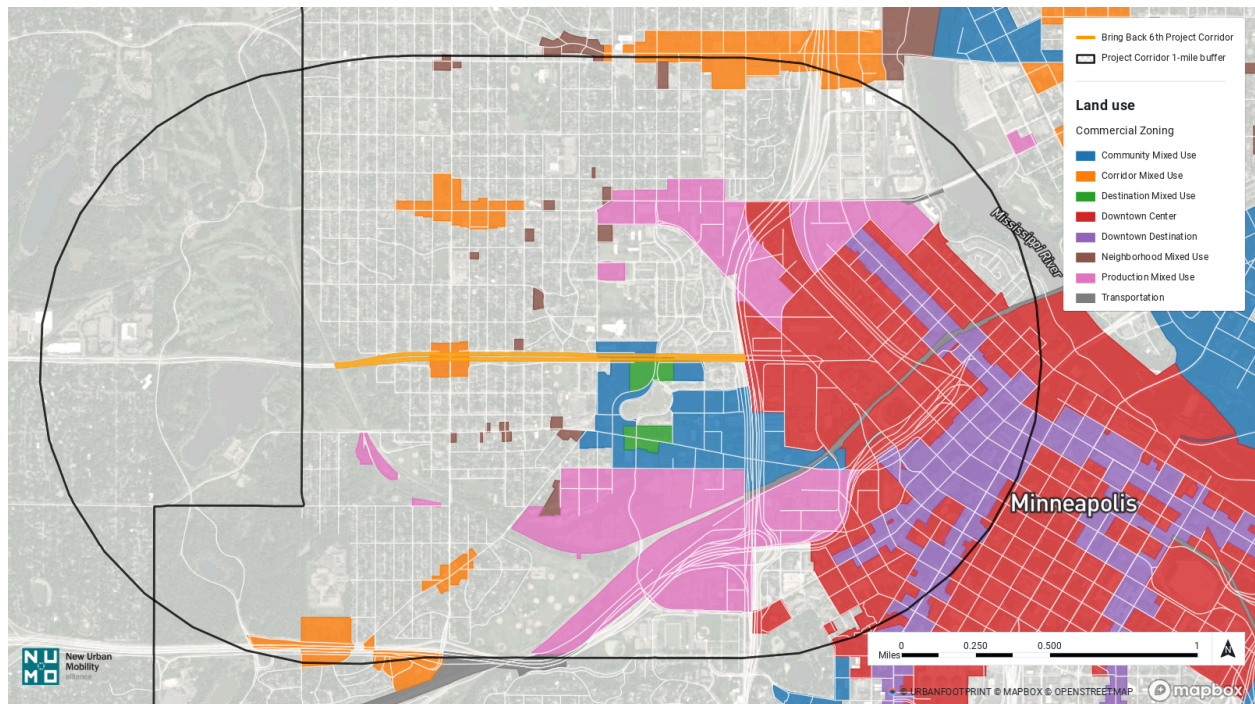 Bring Back 6th Project Corridor
Project Corridor 1-mile buffer
Land use
Commercial Zoning
Community Mixed Use
Corridor Mixed Use
Destination Mixed Use
Downtown Center
Downtown Destination
Neighborhood Mixed Use
Production Mixed Use
Transportation
Mississippi River
Minneapolis
0 0.250 0.500 1
Miles
N
NU
MO
New Urban
Mobility
alliance
© URBANFOOTPRINT © MAPBOX © OPENSTREETMAP
mapbox